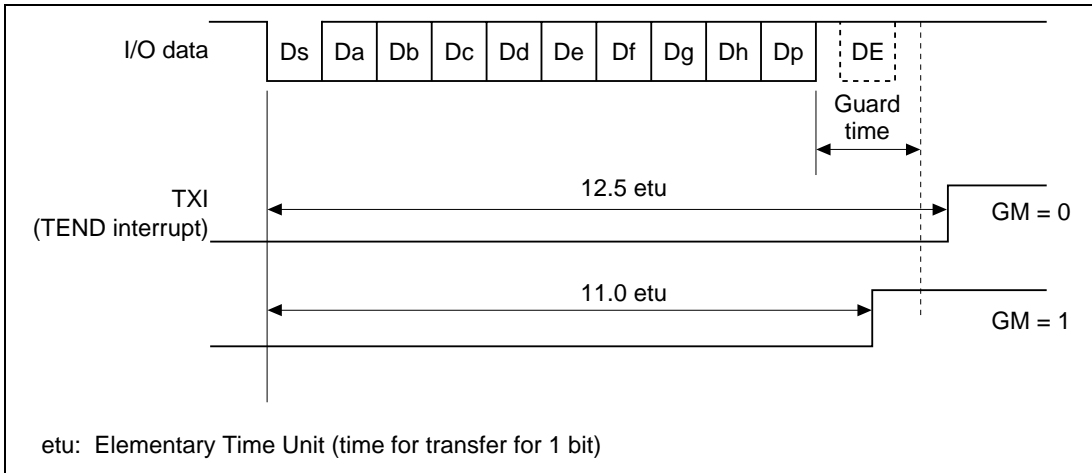 I/O data
Ds Da Db Dc Dd De Df Dg Dh Dp DE
Guard
time
TXI
(TEND interrupt)
12.5 etu
GM = 0
11.0 etu
GM = 1
etu: Elementary Time Unit (time for transfer for 1 bit)